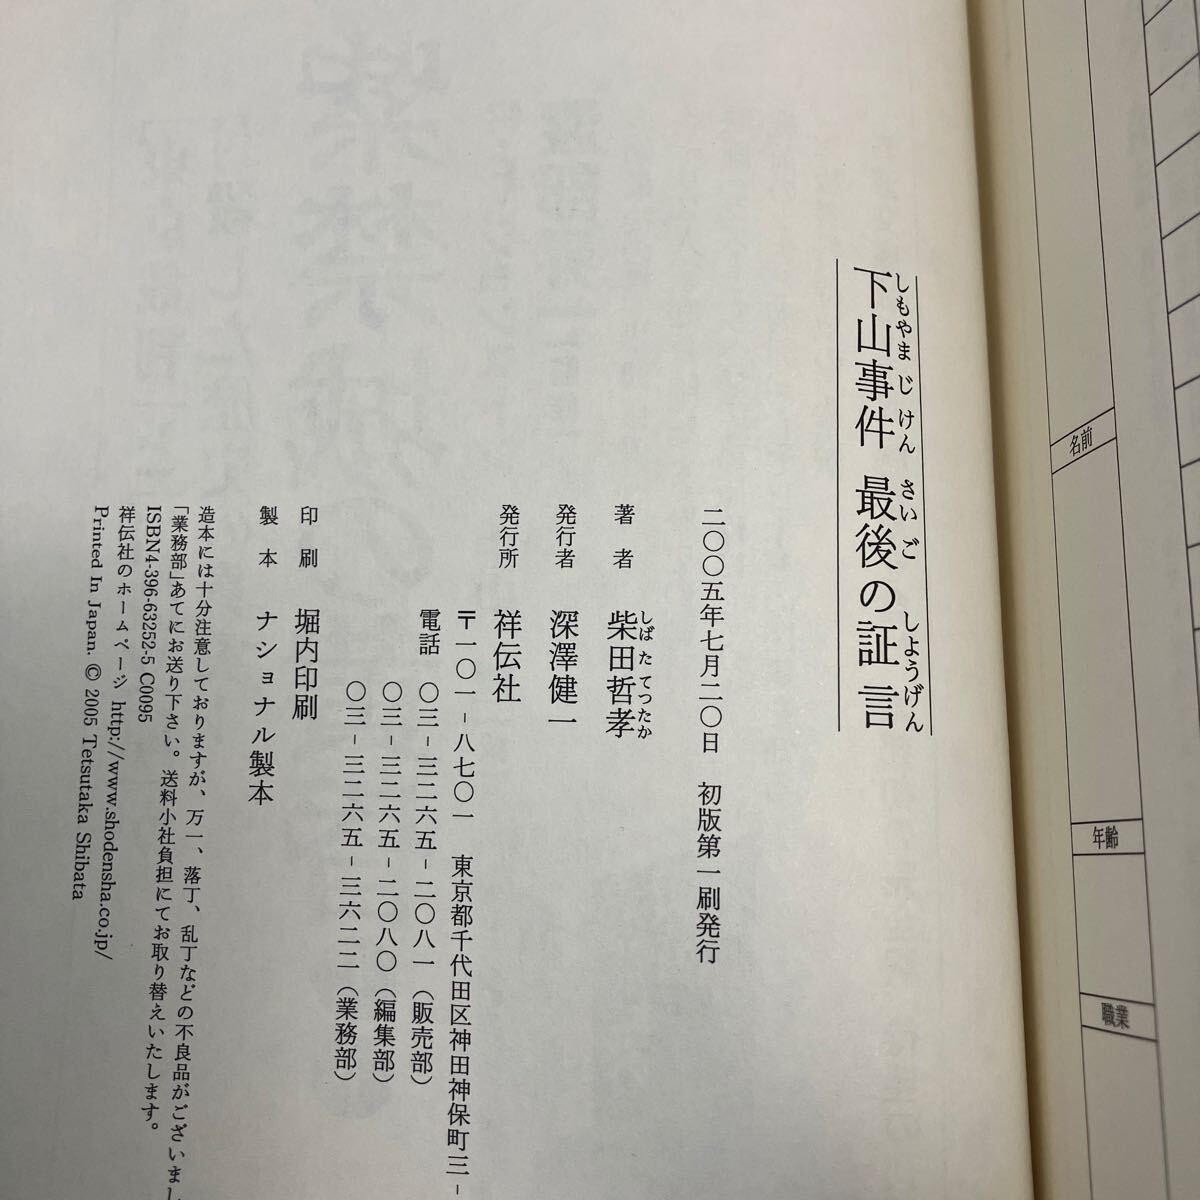 名前
年齢
職業
下山事件 最後の証言
しもやま じけん さいご しようげん
二〇〇五年七月二〇日 初版第一刷発行
著者 柴田哲孝
しば た てつたか
発行者 深澤健一
発行所 祥伝社
〒一〇一-八七〇一 東京都千代田区神田神保町三-
電話 〇三-三二六五-二〇八一(販売部)
〇三-三二六五-二〇八〇(編集部)
〇三-三二六五-三六二二(業務部)
印刷 堀内印刷
製本 ナショナル製本
造本には十分注意しておりますが、万一、落丁、乱丁などの不良品がございまし
「業務部」あてにお送り下さい。送料小社負担にてお取り替えいたします。
ISBN4-396-63252-5 C0095
祥伝社のホームページ http://www.shodensha.co.jp/
Printed In Japan. © 2005 Tetsutaka Shibata